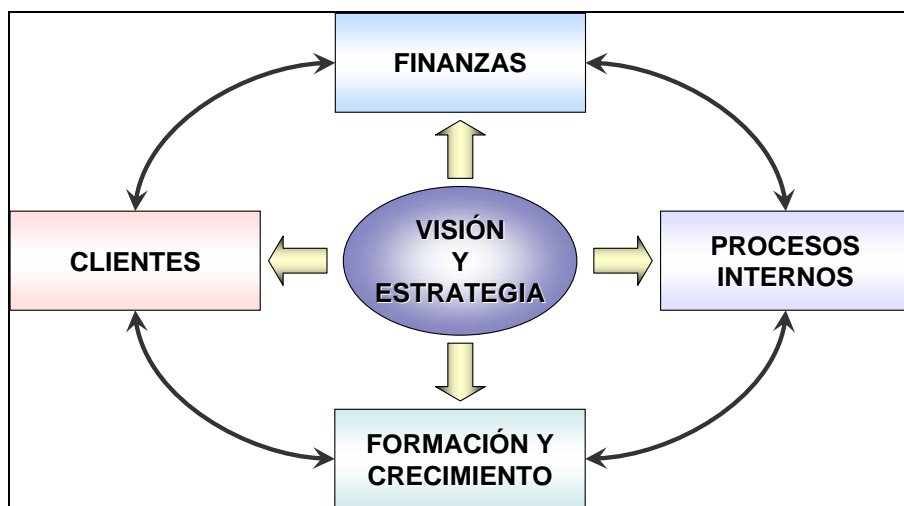 FINANZAS
CLIENTES
VISIÓN
Y
ESTRATEGIA
PROCESOS
INTERNOS
FORMACIÓN Y
CRECIMIENTO